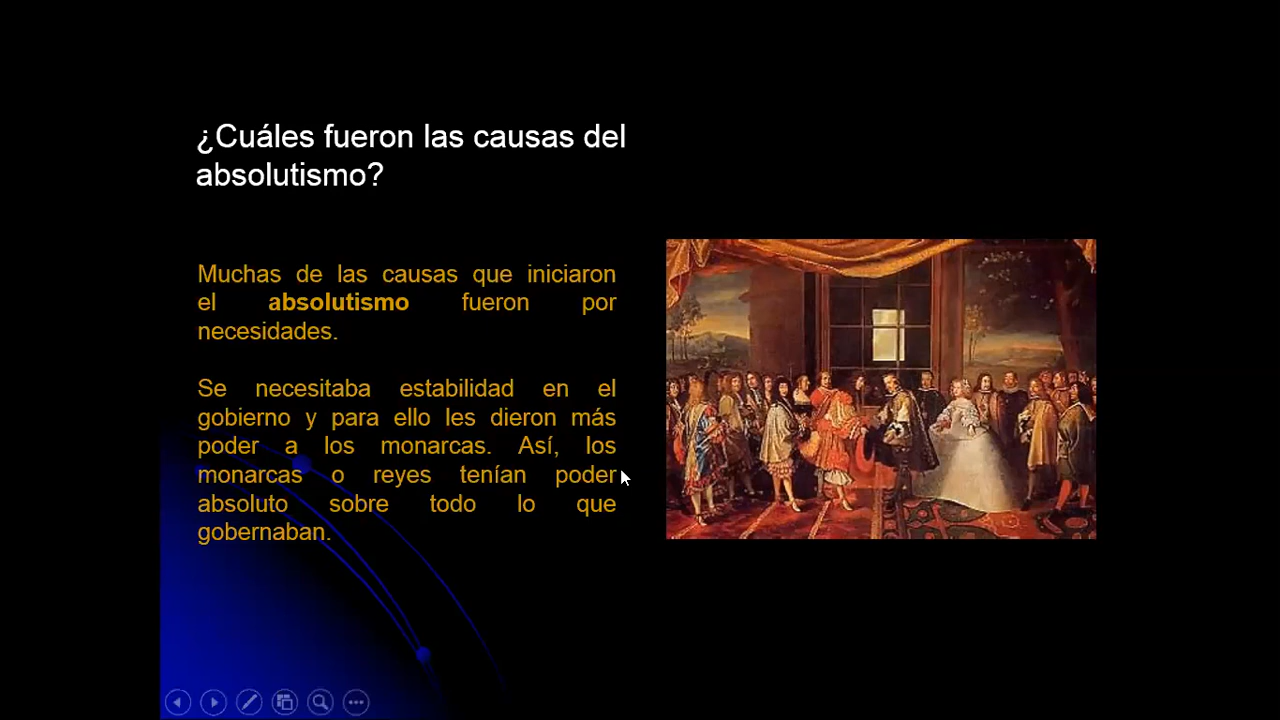 ¿Cuáles fueron las causas del
absolutismo?
Muchas de las causas que iniciaron
el absolutismo fueron por
necesidades.
Se necesitaba estabilidad en el
gobierno y para ello les dieron más
poder a los monarcas. Así, los
monarcas o reyes tenían poder
absoluto sobre todo lo que
gobernaban.